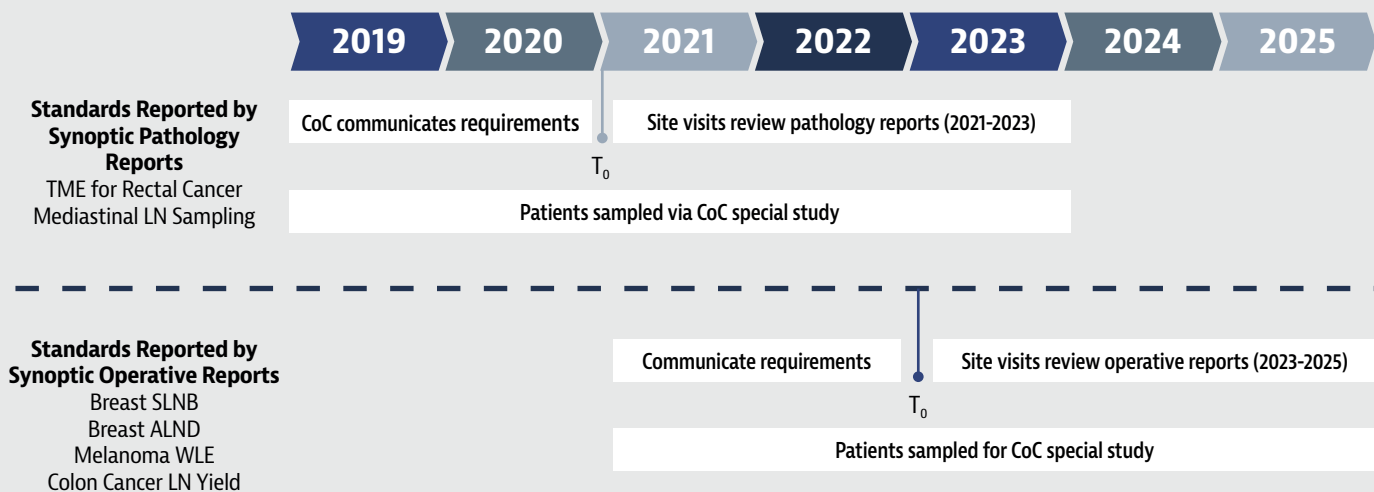 2019 2020 2021 2022 2023 2024 2025
Standards Reported by
Synoptic Pathology
Reports
TME for Rectal Cancer
Mediastinal LN Sampling
CoC communicates requirements
Site visits review pathology reports (2021-2023)
T₀
Patients sampled via CoC special study
Standards Reported by
Synoptic Operative Reports
Breast SLNB
Breast ALND
Melanoma WLE
Colon Cancer LN Yield
Communicate requirements
Site visits review operative reports (2023-2025)
T₀
Patients sampled for CoC special study